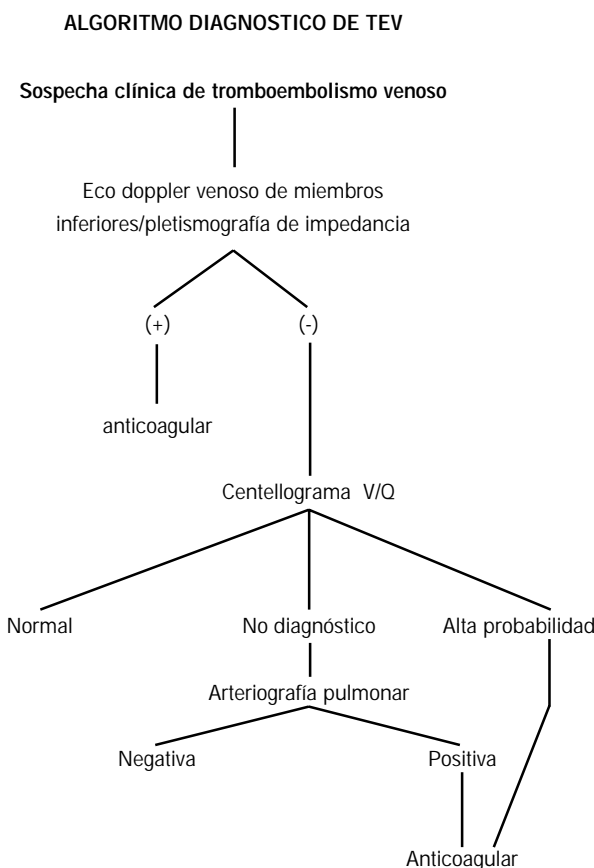 ALGORITMO DIAGNOSTICO DE TEV
Sospecha clínica de tromboembolismo venoso
Eco doppler venoso de miembros
inferiores/pletismografía de impedancia
(+) (-)
anticoagular
Centellograma V/Q
Normal No diagnóstico Alta probabilidad
Arteriografía pulmonar
Negativa Positiva
Anticoagular